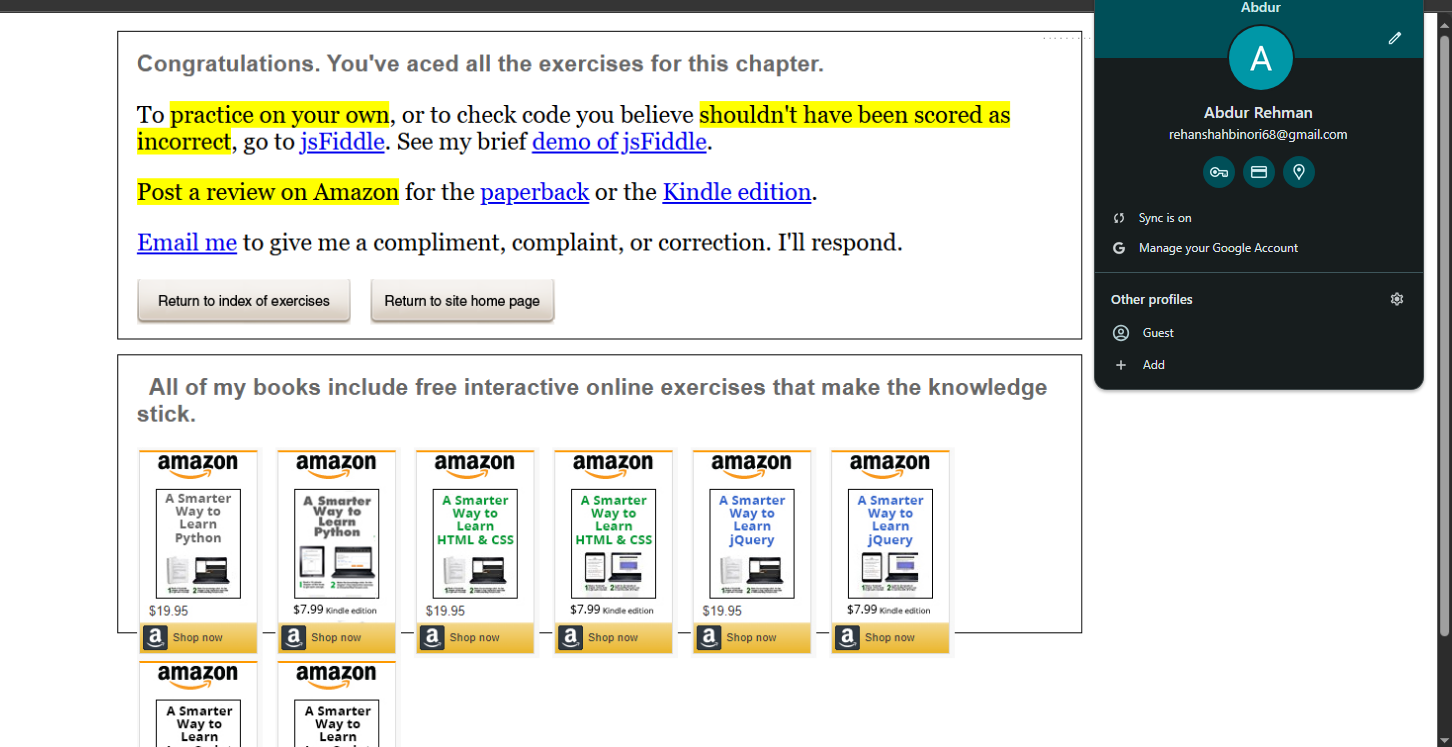 Congratulations. You've aced all the exercises for this chapter.
To practice on your own, or to check code you believe shouldn't have been scored as
incorrect, go to jsFiddle. See my brief demo of jsFiddle.
Post a review on Amazon for the paperback or the Kindle edition.
Email me to give me a compliment, complaint, or correction. I'll respond.
Return to index of exercises
Return to site home page
Abdur
A
Abdur Rehman
rehanshahbinori68@gmail.com
Sync is on
G
Manage your Google Account
Other profiles
Guest
Add
All of my books include free interactive online exercises that make the knowledge
stick.
amazon
A Smarter
Way to
Learn
Python
$19.95
a
Shop now
amazon
A Smarter
Way to
Learn
Python
$7.99 Kindle edition
a
Shop now
amazon
A Smarter
Way to
Learn
HTML & CSS
$19.95
a
Shop now
amazon
A Smarter
Way to
Learn
HTML & CSS
$7.99 Kindle edition
a
Shop now
amazon
A Smarter
Way to
Learn
jQuery
$19.95
a
Shop now
amazon
A Smarter
Way to
Learn
jQuery
$7.99 Kindle edition
a
Shop now
amazon
A Smarter
Way to
Learn
amazon
A Smarter
Way to
Learn